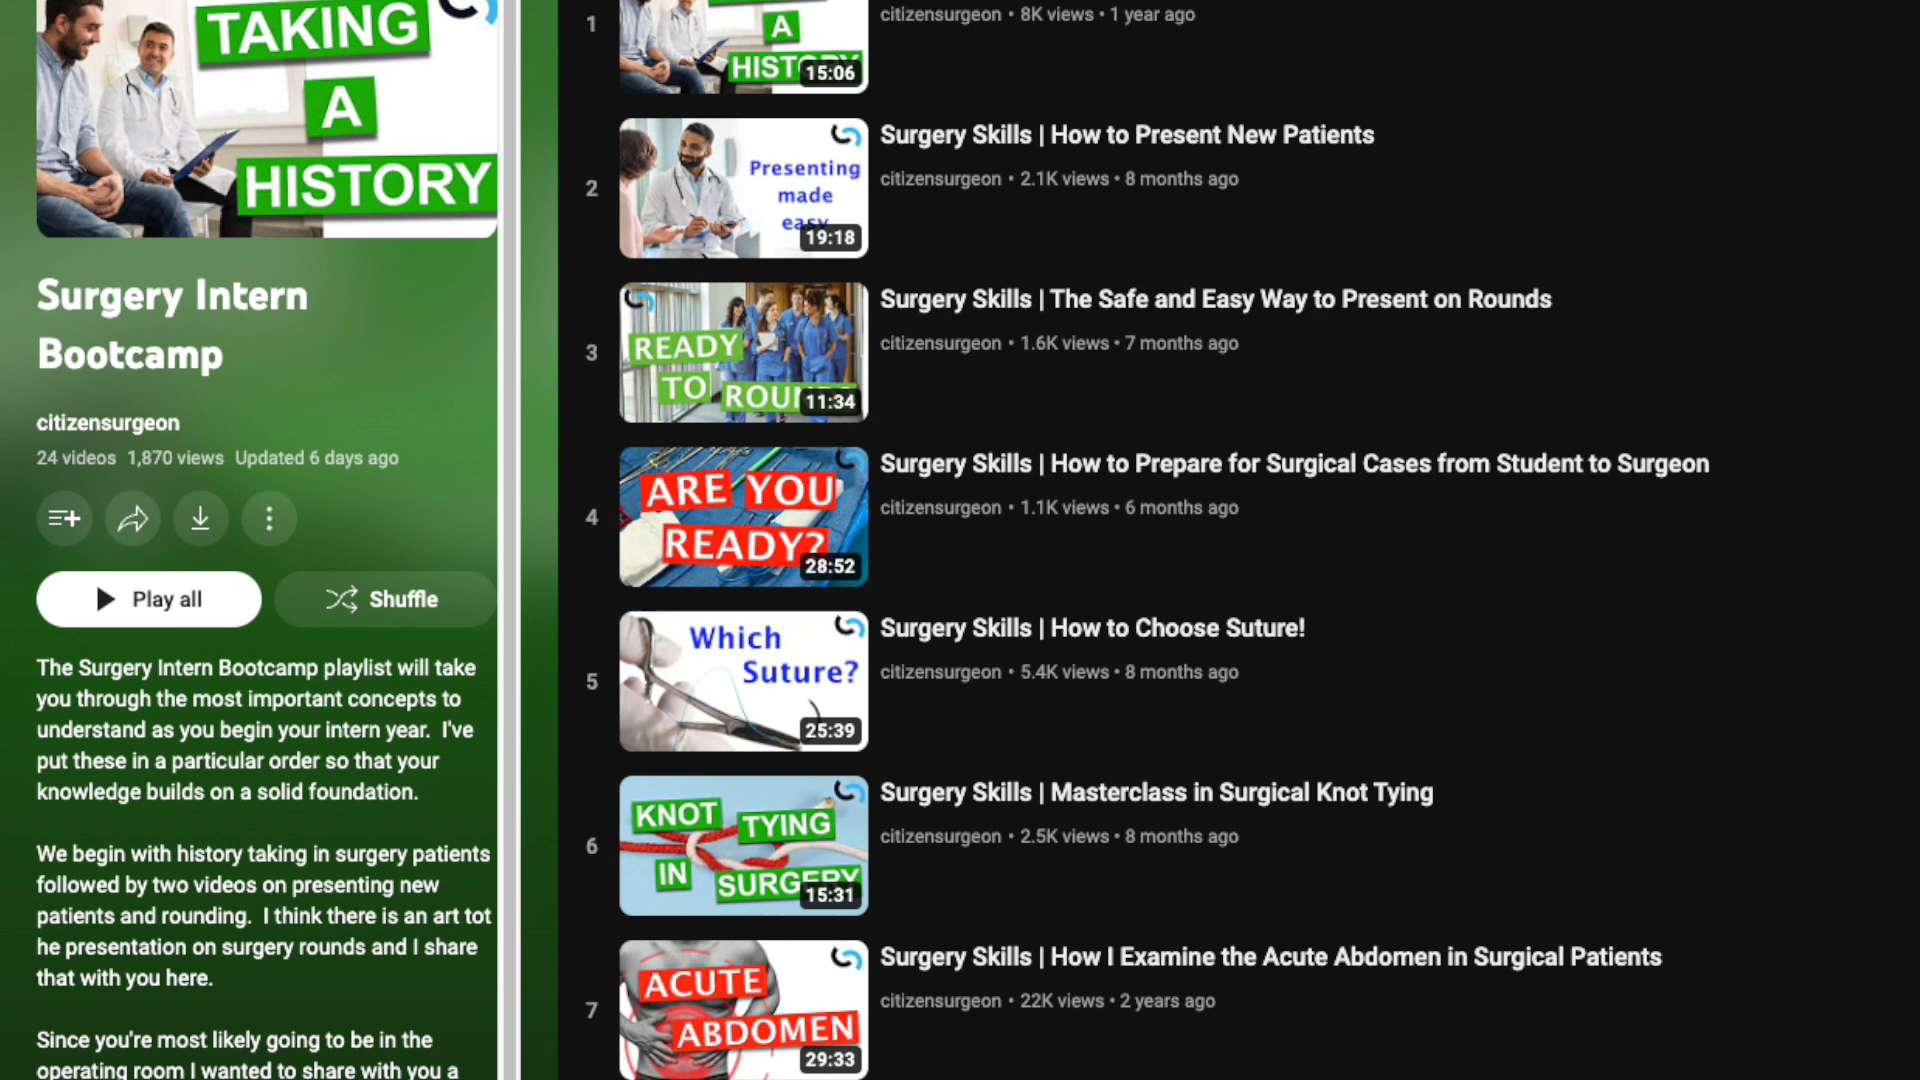 TAKING
A
HISTORY
Surgery Intern
Bootcamp
citizensurgeon
24 videos 1,870 views Updated 6 days ago
Play all
Shuffle
The Surgery Intern Bootcamp playlist will take
you through the most important concepts to
understand as you begin your intern year. I've
put these in a particular order so that your
knowledge builds on a solid foundation.
We begin with history taking in surgery patients
followed by two videos on presenting new
patients and rounding. I think there is an art tot
he presentation on surgery rounds and I share
that with you here.
Since you're most likely going to be in the
operating room I wanted to share with you a
1
A
HISTORY
15:06
citizensurgeon • 8K views • 1 year ago
2
Presenting
made
easy
19:18
Surgery Skills | How to Present New Patients
citizensurgeon • 2.1K views • 8 months ago
3
READY
TO ROUND
11:34
Surgery Skills | The Safe and Easy Way to Present on Rounds
citizensurgeon • 1.6K views • 7 months ago
4
ARE YOU
READY?
28:52
Surgery Skills | How to Prepare for Surgical Cases from Student to Surgeon
citizensurgeon • 1.1K views • 6 months ago
5
Which
Suture?
25:39
Surgery Skills | How to Choose Suture!
citizensurgeon • 5.4K views • 8 months ago
6
KNOT TYING
IN SURGERY
15:31
Surgery Skills | Masterclass in Surgical Knot Tying
citizensurgeon • 2.5K views • 8 months ago
7
ACUTE
ABDOMEN
29:33
Surgery Skills | How I Examine the Acute Abdomen in Surgical Patients
citizensurgeon • 22K views • 2 years ago